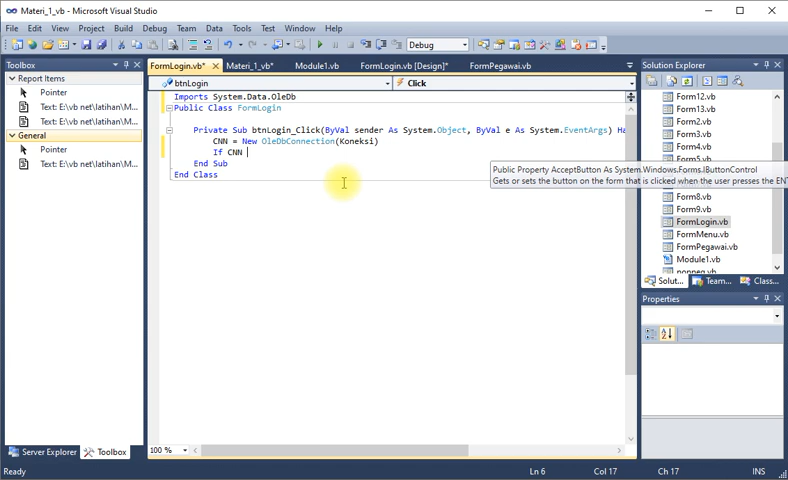 Materi_1_vb - Microsoft Visual Studio
File Edit View Project Build Debug Team Data Tools Test Window Help
Debug
Toolbox
Report Items
Pointer
Text: E:\vb net\latihan\M...
Text: E:\vb net\latihan\M...
General
Pointer
Text: E:\vb net\latihan\M...
Server Explorer Toolbox
FormLogin.vb* Materi_1_vb* Module1.vb FormLogin.vb [Design]* FormPegawai.vb
btnLogin Click
Imports System.Data.OleDb
Public Class FormLogin
Private Sub btnLogin_Click(ByVal sender As System.Object, ByVal e As System.EventArgs) Ha
CNN = New OleDbConnection(Koneksi)
If CNN
End Sub
End Class
Public Property AcceptButton As System.Windows.Forms.IButtonControl
Gets or sets the button on the form that is clicked when the user presses the ENT
100 %
Solution Explorer
Form12.vb
Form13.vb
Form2.vb
Form3.vb
Form4.vb
Form5.vb
Form8.vb
Form9.vb
FormLogin.vb
FormMenu.vb
FormPegawai.vb
Module1.vb
Solut... Team... Class...
Properties
Ready Ln 6 Col 17 Ch 17 INS